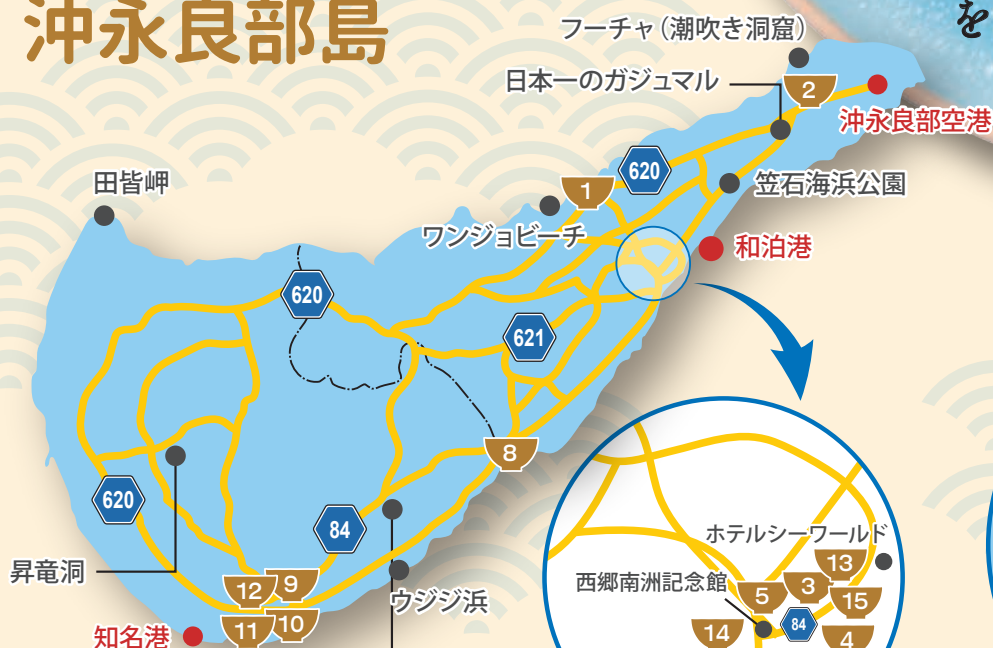 沖永良部島
を
フーチャ（潮吹き洞窟）
日本一のガジュマル
2
沖永良部空港
田皆岬
620
1
笠石海浜公園
ワンジョビーチ
和泊港
620
621
8
620
84
ホテルシーワールド
昇竜洞
13
西郷南洲記念館
12
9
5
3
15
ウジジ浜
11
10
14
84
4
知名港